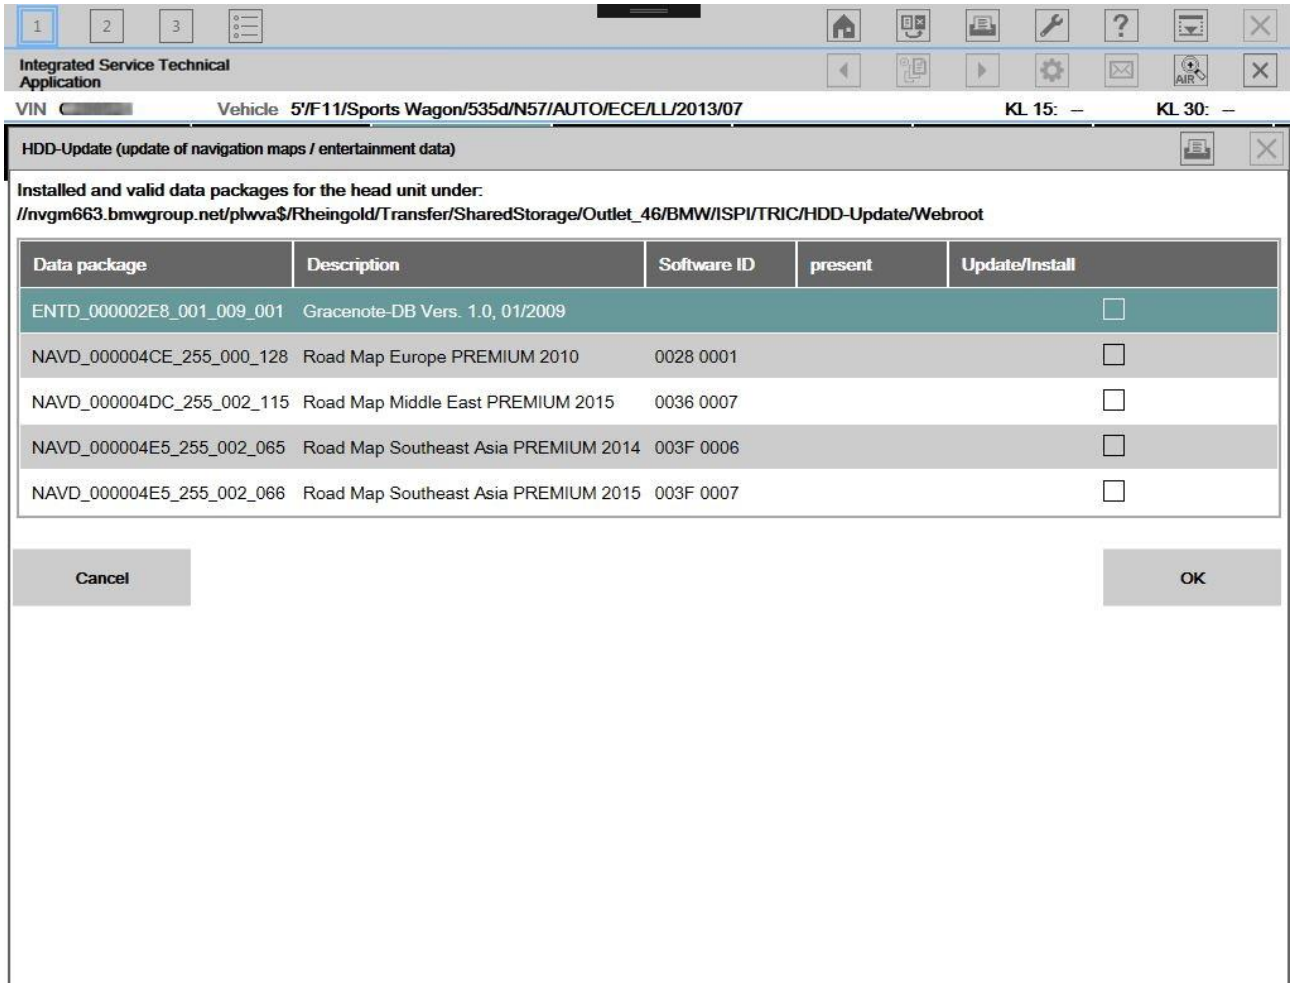 1 2 3 ?
Integrated Service Technical
Application
AIR
VIN Vehicle 5'/F11/Sports Wagon/535d/N57/AUTO/ECE/LL/2013/07 KL 15: -- KL 30: --
HDD-Update (update of navigation maps / entertainment data)
Installed and valid data packages for the head unit under:
//nvgm663.bmwgroup.net/plwva$/Rheingold/Transfer/SharedStorage/Outlet_46/BMW/ISPI/TRIC/HDD-Update/Webroot
Data package Description Software ID present Update/Install
ENTD_000002E8_001_009_001 Gracenote-DB Vers. 1.0, 01/2009
NAVD_000004CE_255_000_128 Road Map Europe PREMIUM 2010 0028 0001
NAVD_000004DC_255_002_115 Road Map Middle East PREMIUM 2015 0036 0007
NAVD_000004E5_255_002_065 Road Map Southeast Asia PREMIUM 2014 003F 0006
NAVD_000004E5_255_002_066 Road Map Southeast Asia PREMIUM 2015 003F 0007
Cancel OK